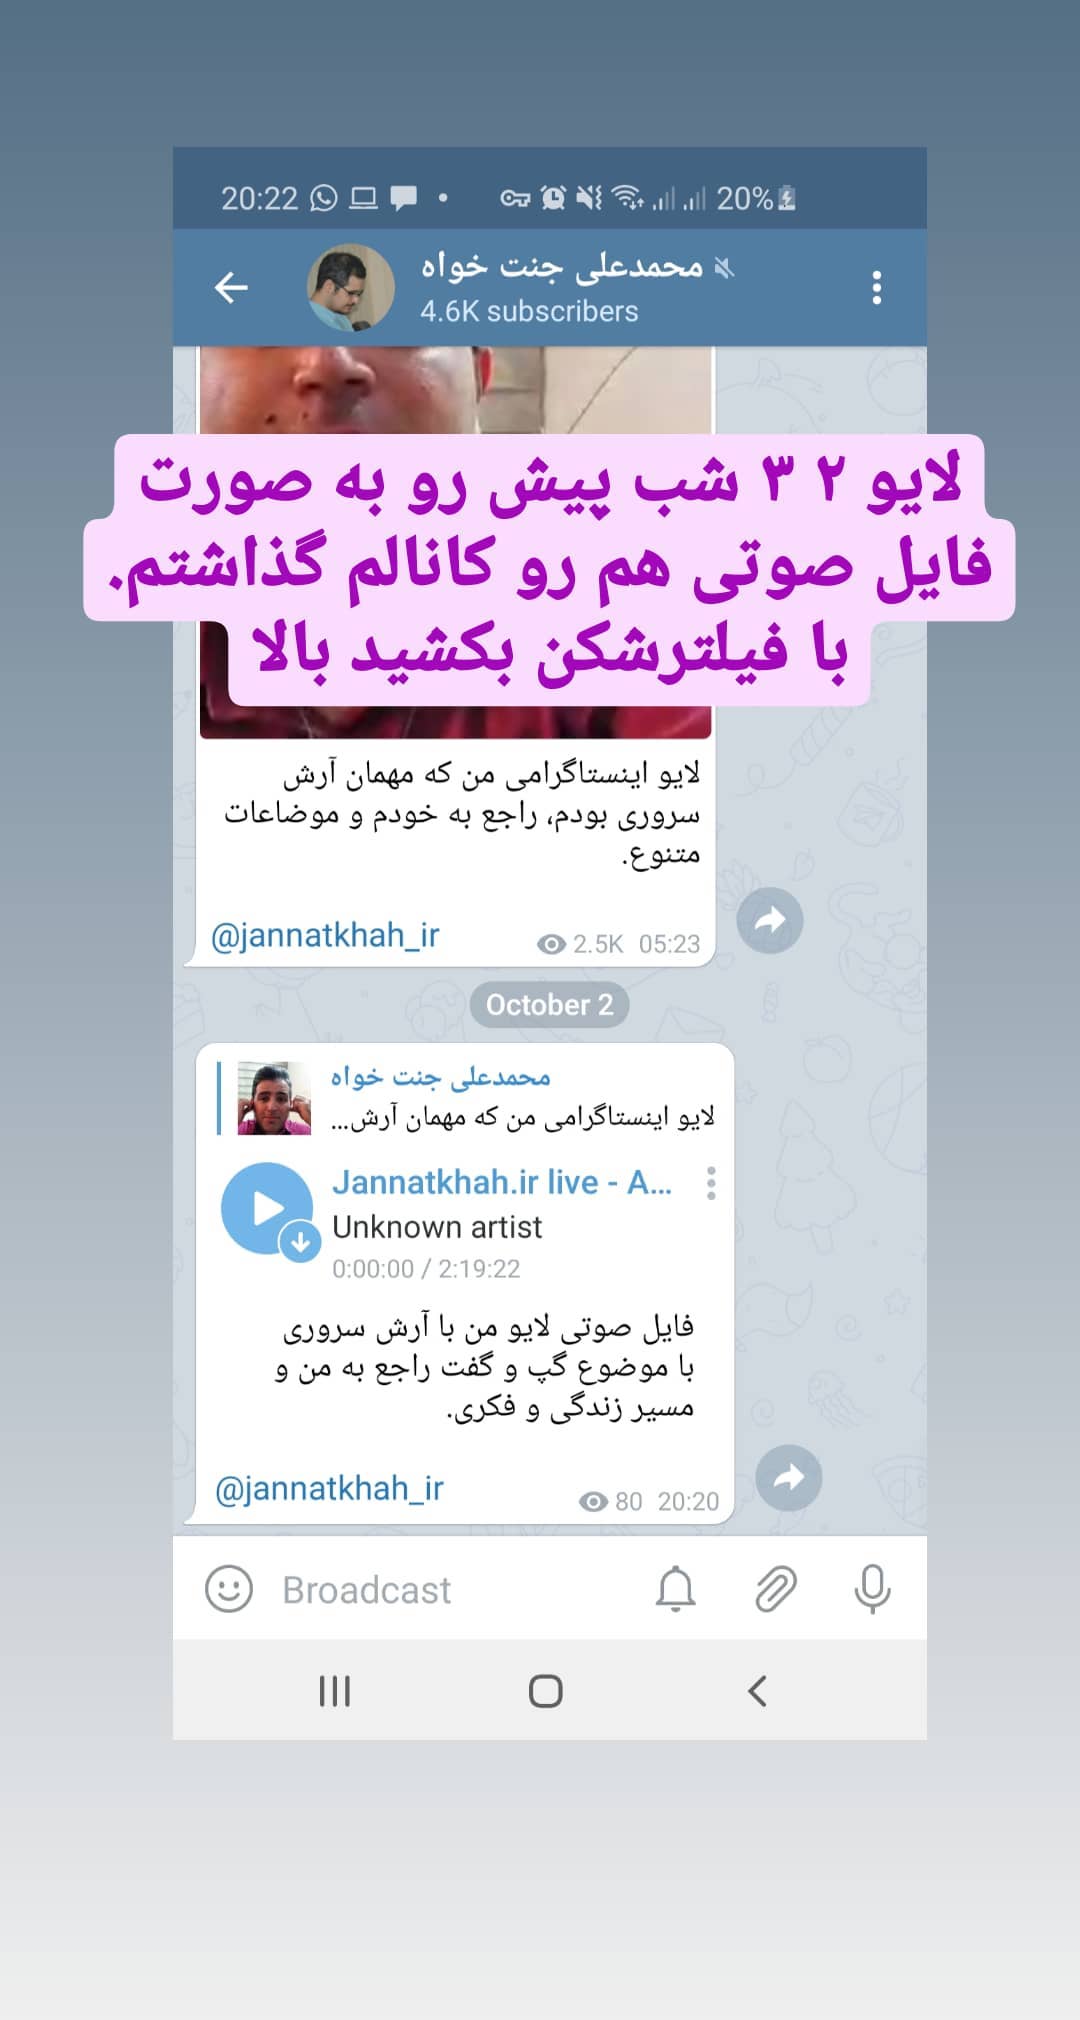 20:22
20%
محمدعلی جنت خواه
4.6K subscribers
لایو ۲ ۳ شب پیش رو به صورت
فایل صوتی هم رو کانالم گذاشتم.
با فیلترشکن بکشید بالا
لایو اینستاگرامی من که مهمان آرش
سروری بودم، راجع به خودم و موضاعات
متنوع.
@jannatkhah_ir
2.5K 05:23
October 2
محمدعلی جنت خواه
لایو اینستاگرامی من که مهمان آرش...
Jannatkhah.ir live - A...
Unknown artist
0:00:00 / 2:19:22
فایل صوتی لایو من با آرش سروری
با موضوع گپ و گفت راجع به من و
مسیر زندگی و فکری.
@jannatkhah_ir
80 20:20
Broadcast